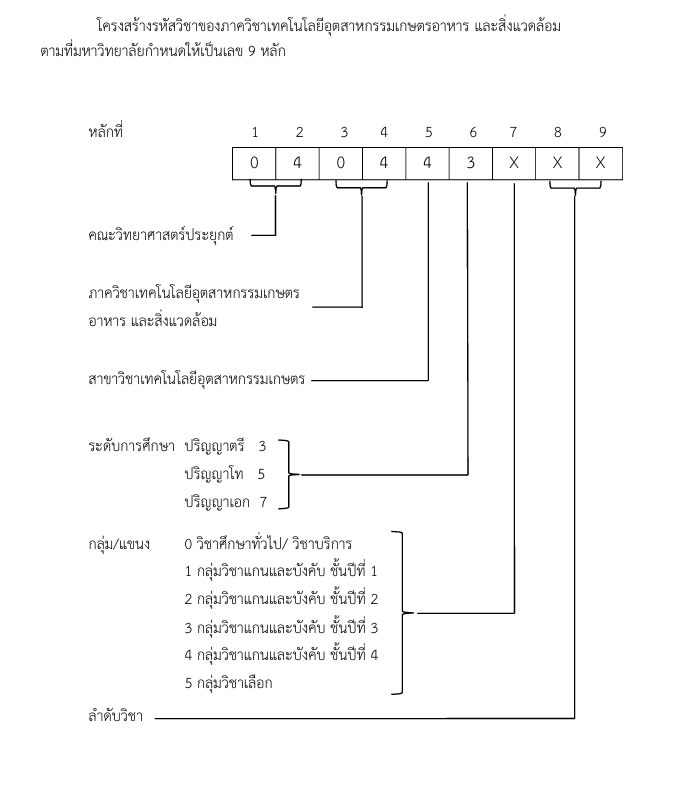 โครงสร้างรหัสวิชาของภาควิชาเทคโนโลยีอุตสาหกรรมเกษตรอาหาร และสิ่งแวดล้อม
ตามที่มหาวิทยาลัยกำหนดให้เป็นเลข 9 หลัก
หลักที่ 1 2 3 4 5 6 7 8 9
0 4 0 4 4 3 X X X
คณะวิทยาศาสตร์ประยุกต์
ภาควิชาเทคโนโลยีอุตสาหกรรมเกษตร
อาหาร และสิ่งแวดล้อม
สาขาวิชาเทคโนโลยีอุตสาหกรรมเกษตร
ระดับการศึกษา ปริญญาตรี 3
ปริญญาโท 5
ปริญญาเอก 7
กลุ่ม/แขนง 0 วิชาศึกษาทั่วไป/ วิชาบริการ
1 กลุ่มวิชาแกนและบังคับ ชั้นปีที่ 1
2 กลุ่มวิชาแกนและบังคับ ชั้นปีที่ 2
3 กลุ่มวิชาแกนและบังคับ ชั้นปีที่ 3
4 กลุ่มวิชาแกนและบังคับ ชั้นปีที่ 4
5 กลุ่มวิชาเลือก
ลำดับวิชา